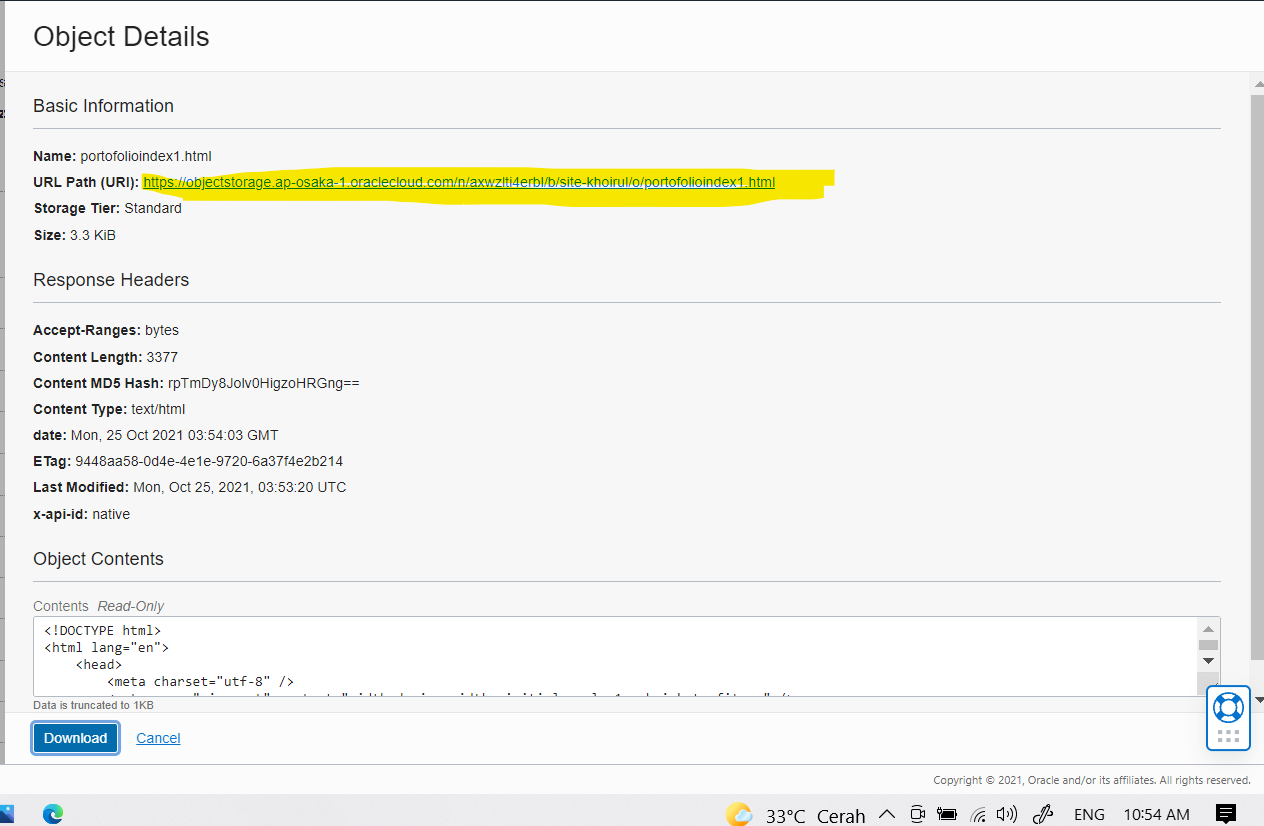 Object Details
Basic Information
Name: portofolioindex1.html
URL Path (URI): https://objectstorage.ap-osaka-1.oraclecloud.com/n/axwzlti4erbl/b/site-khoirul/o/portofolioindex1.html
Storage Tier: Standard
Size: 3.3 KiB
Response Headers
Accept-Ranges: bytes
Content Length: 3377
Content MD5 Hash: rpTmDy8Jolv0HigzoHRGng==
Content Type: text/html
date: Mon, 25 Oct 2021 03:54:03 GMT
ETag: 9448aa58-0d4e-4e1e-9720-6a37f4e2b214
Last Modified: Mon, Oct 25, 2021, 03:53:20 UTC
x-api-id: native
Object Contents
Contents Read-Only
<!DOCTYPE html>
<html lang="en">
<head>
<meta charset="utf-8" />
Data is truncated to 1KB
Download Cancel
Copyright © 2021, Oracle and/or its affiliates. All rights reserved.
33°C Cerah ENG 10:54 AM